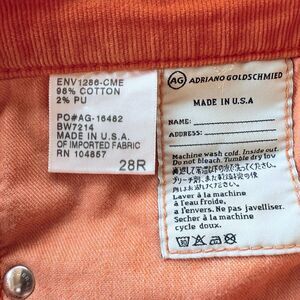 ENV1286-CME
98% COTTON
2% PU
PO#AG-16482
BW7214
MADE IN U.S.A.
OF IMPORTED FABRIC
RN 104857
28R
AG ADRIANO GOLDSCHMIED
MADE IN U.S.A
NAME:
ADDRESS:
Machine wash cold. Inside out.
Do not bleach. Tumble dry low
Laver à la machine
à l'eau froide,
a l'envers. Ne pas javelliser.
Secher à la machine
cycle doux.